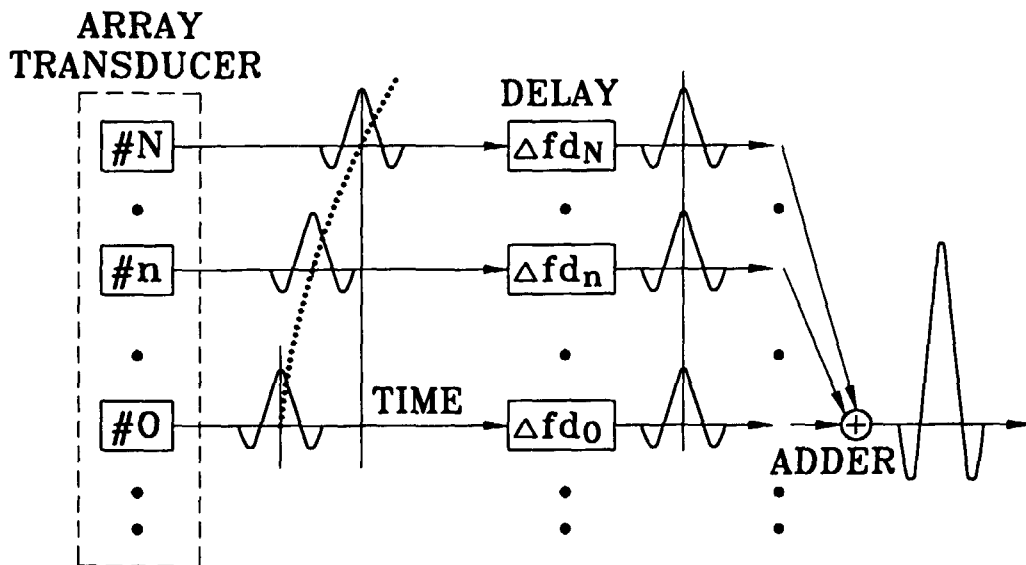 ARRAY
TRANSDUCER
DELAY
#N
△fdN
#n
△fdn
TIME
#0
△fd0
+
ADDER